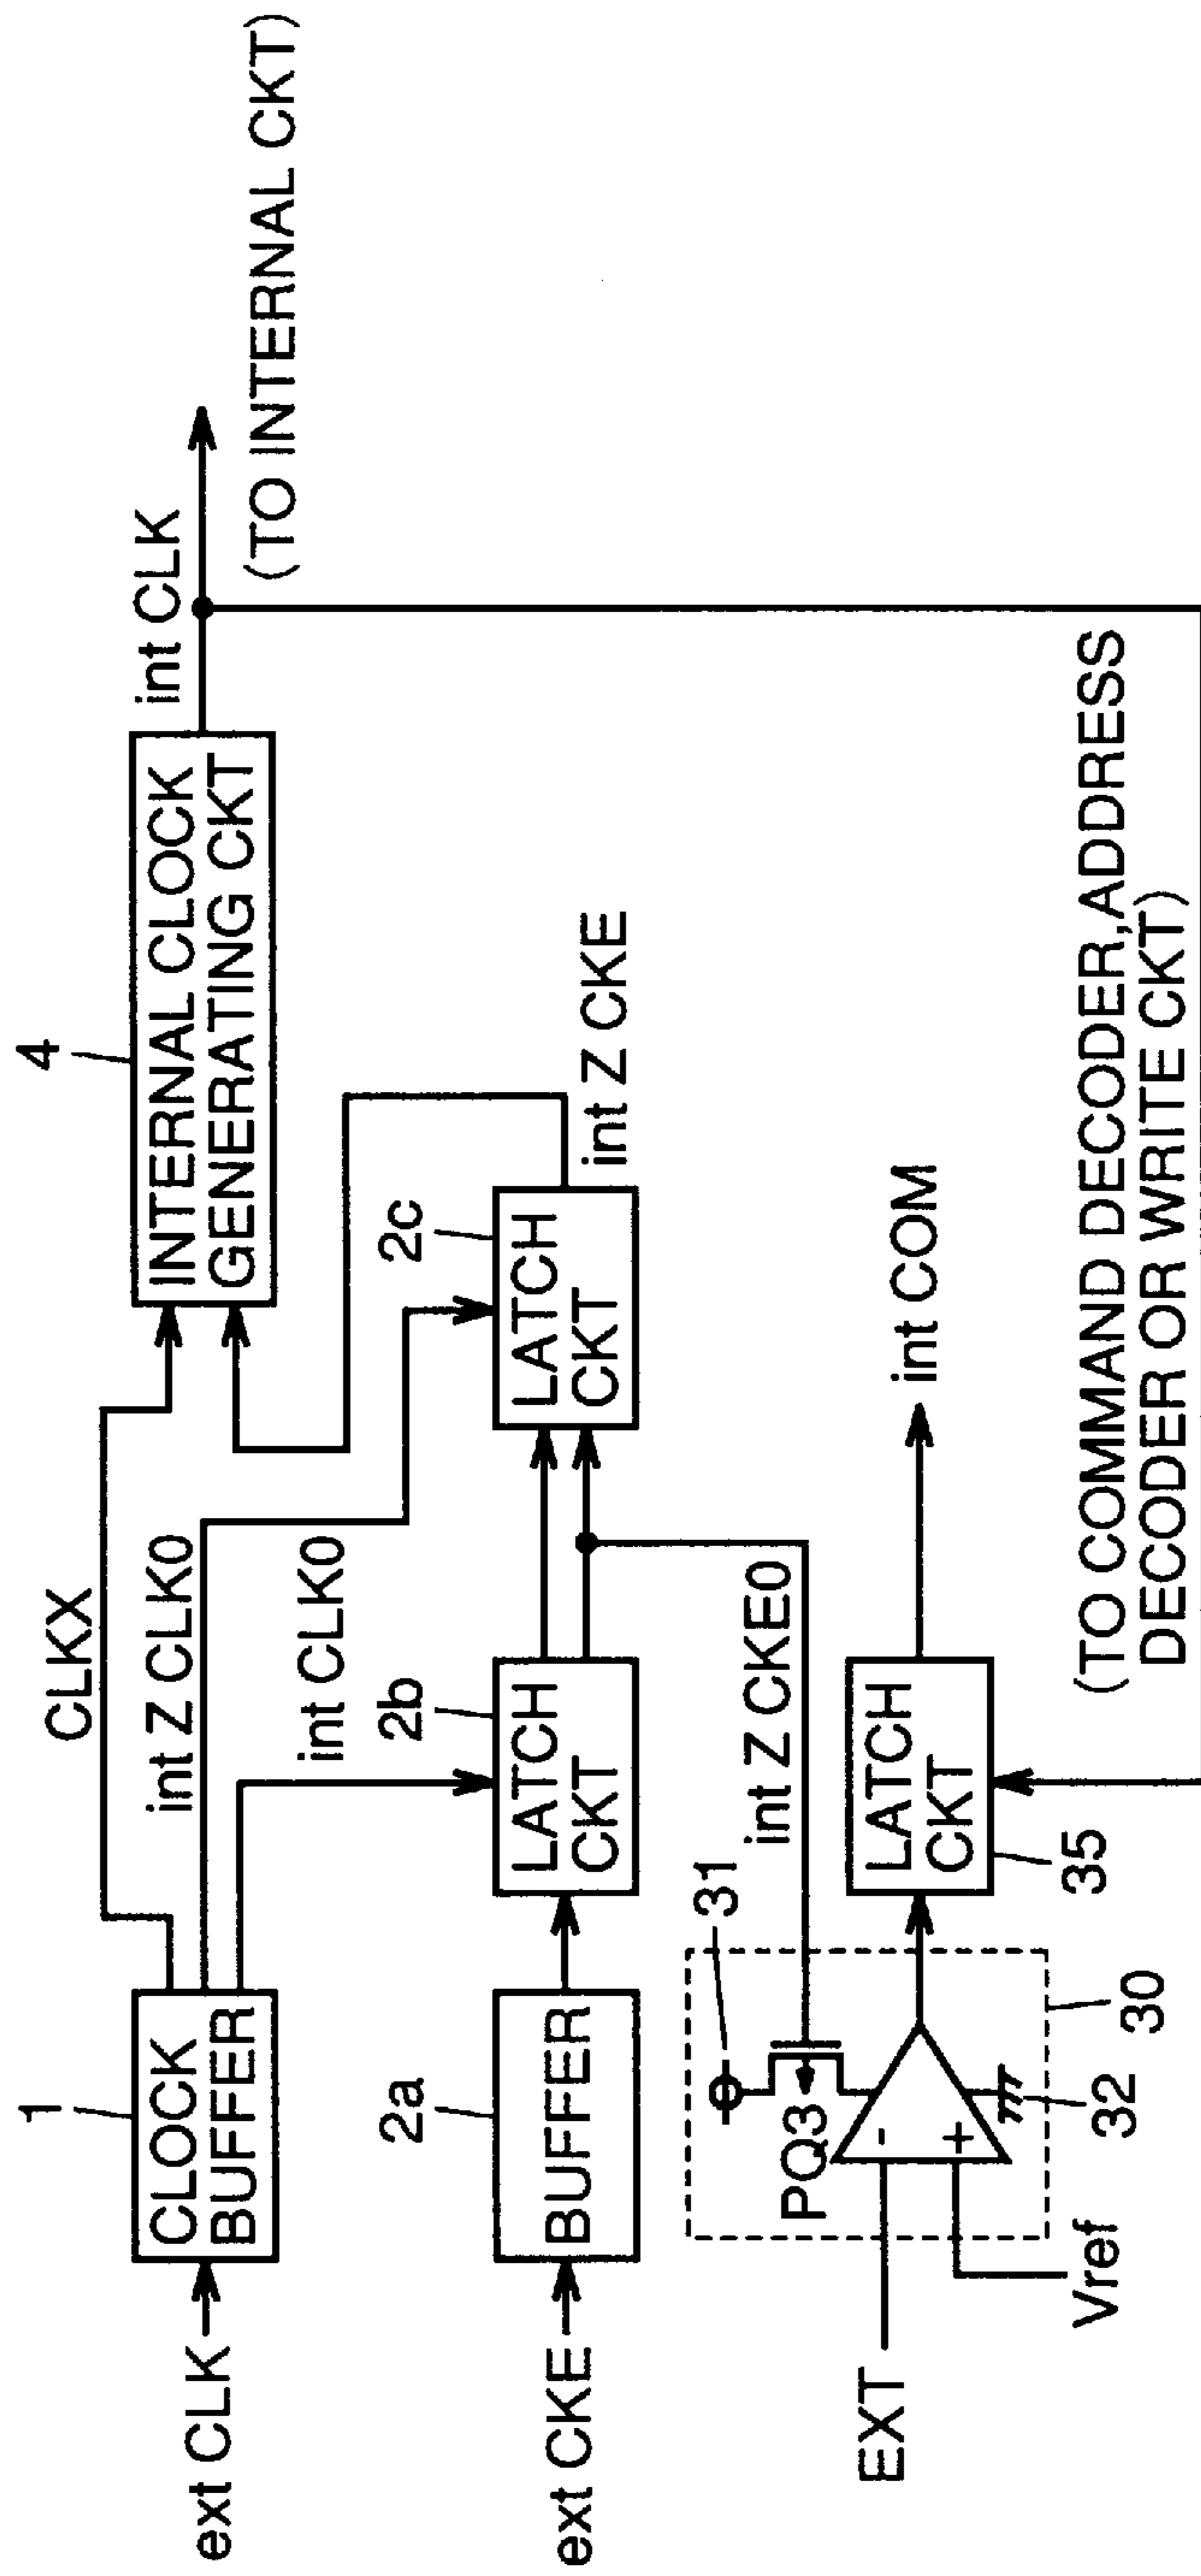 ext CLK
1
CLOCK
BUFFER
CLKX
int Z CLK0
int CLK0
4
INTERNAL CLOCK
GENERATING CKT
int CLK
(TO INTERNAL CKT)
ext CKE
2a
BUFFER
2b
LATCH
CKT
2c
LATCH
CKT
int Z CKE
int Z CKE0
31
PQ3
-
+
EXT
Vref
32
30
LATCH
CKT
35
int COM
(TO COMMAND DECODER,ADDRESS
DECODER OR WRITE CKT)